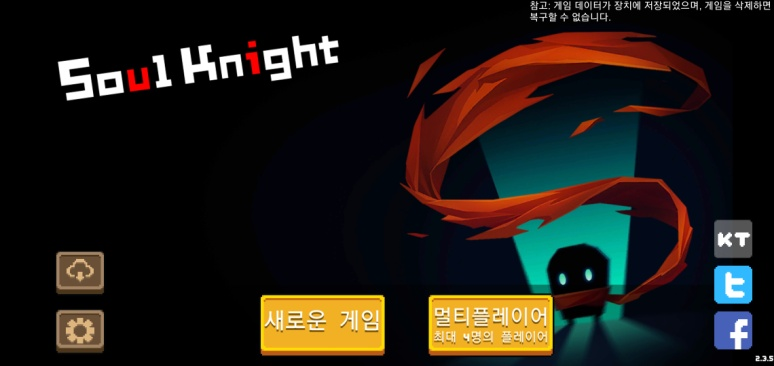 참고: 게임 데이터가 장치에 저장되었으며, 게임을 삭제하면
복구할 수 없습니다.
Soul Knight
KT
t
f
새로운 게임
멀티플레이어
최대 4명의 플레이어
2.3.5